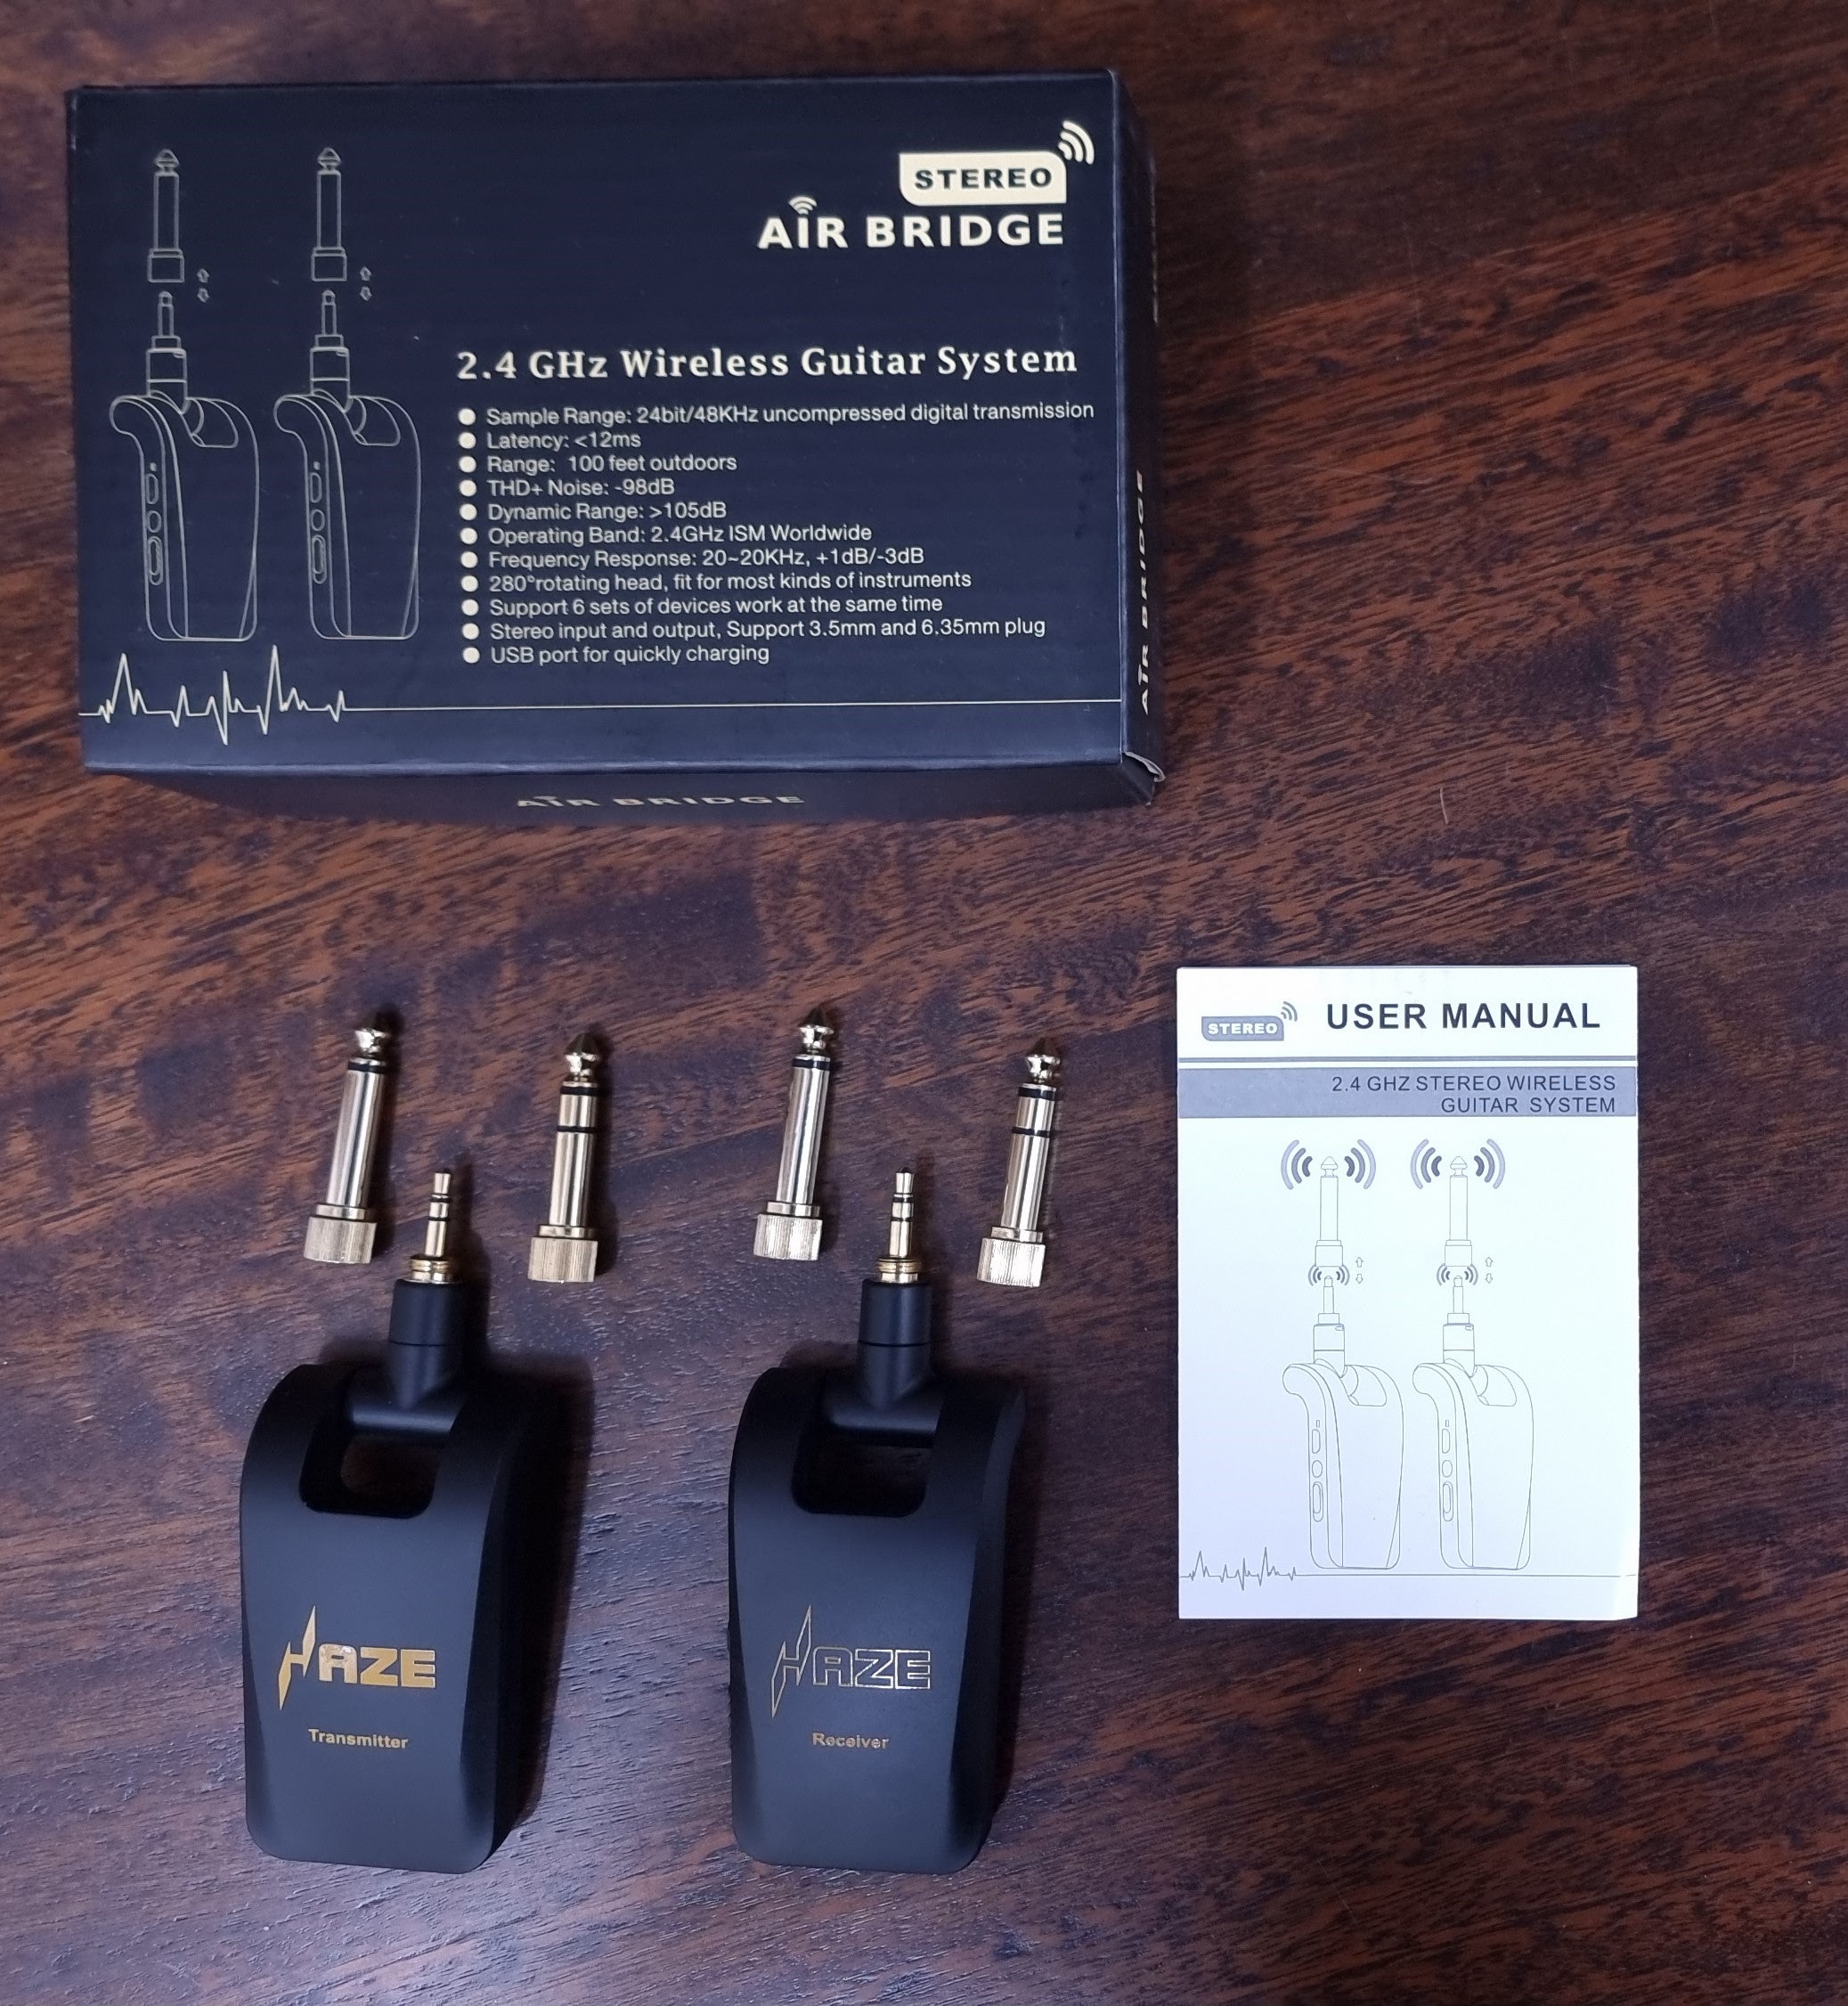 STEREO
AIR BRIDGE
2.4 GHz Wireless Guitar System
● Sample Range: 24bit/48KHz uncompressed digital transmission
● Latency: <12ms
● Range: 100 feet outdoors
● THD+ Noise: -98dB
● Dynamic Range: >105dB
● Operating Band: 2.4GHz ISM Worldwide
● Frequency Response: 20~20KHz, +1dB/-3dB
● 280°rotating head, fit for most kinds of instruments
● Support 6 sets of devices work at the same time
● Stereo input and output, Support 3.5mm and 6.35mm plug
● USB port for quickly charging
AIR BRIDGE
AIR BRIDGE
STEREO USER MANUAL
2.4 GHZ STEREO WIRELESS
GUITAR SYSTEM
HAZE
Transmitter
HAZE
Receiver